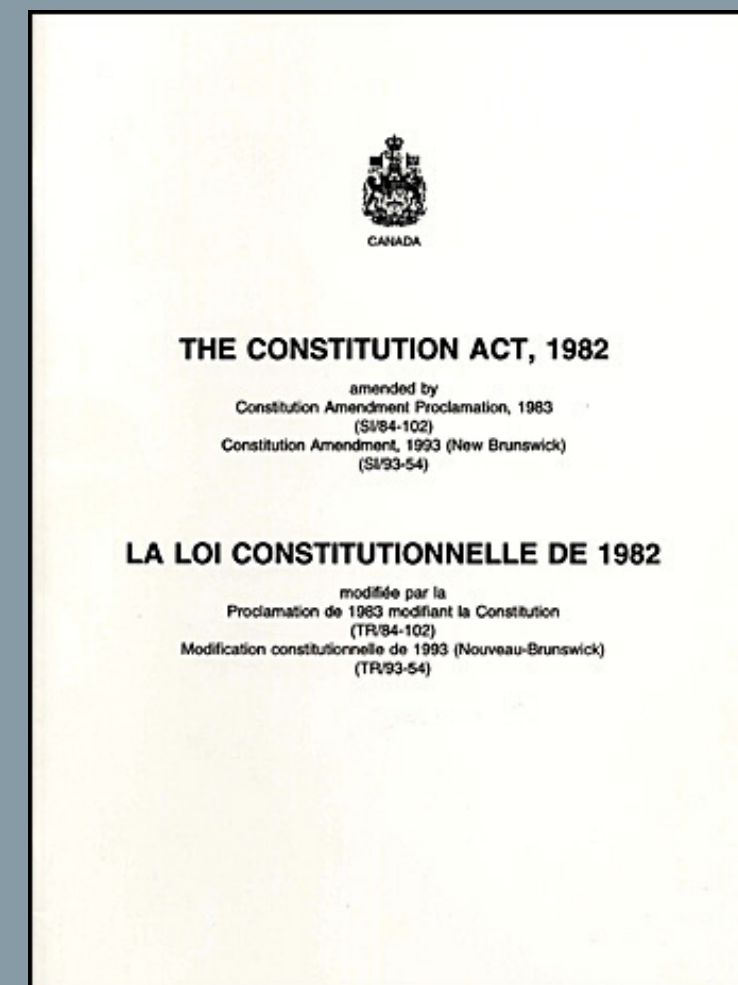 CANADA
THE CONSTITUTION ACT, 1982
amended by
Constitution Amendment Proclamation, 1983
(SI/84-102)
Constitution Amendment, 1993 (New Brunswick)
(SI/93-54)
LA LOI CONSTITUTIONNELLE DE 1982
modifiée par la
Proclamation de 1983 modifiant la Constitution
(TR/84-102)
Modification constitutionnelle de 1993 (Nouveau-Brunswick)
(TR/93-54)